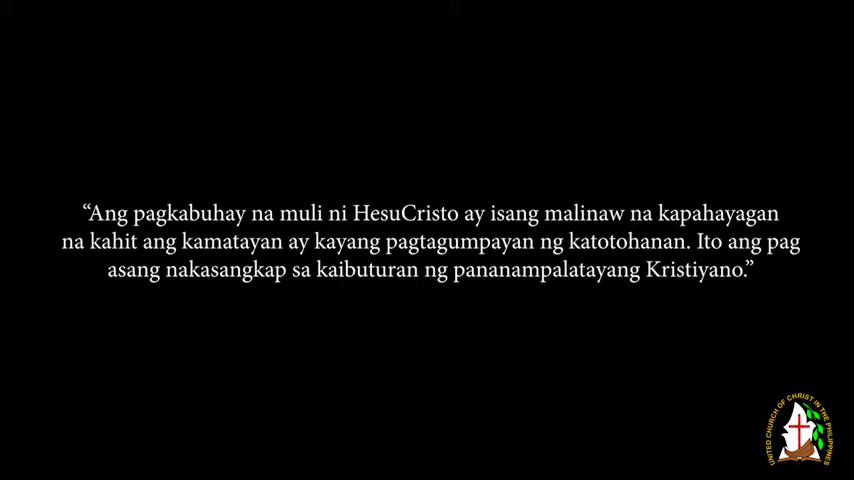 “Ang pagkabuhay na muli ni HesuCristo ay isang malinaw na kapahayagan
na kahit ang kamatayan ay kayang pagtagumpayan ng katotohanan. Ito ang pag
asang nakasangkap sa kaibuturan ng pananampalatayang Kristiyano.”
UNITED CHURCH OF CHRIST IN THE PHILIPPINES